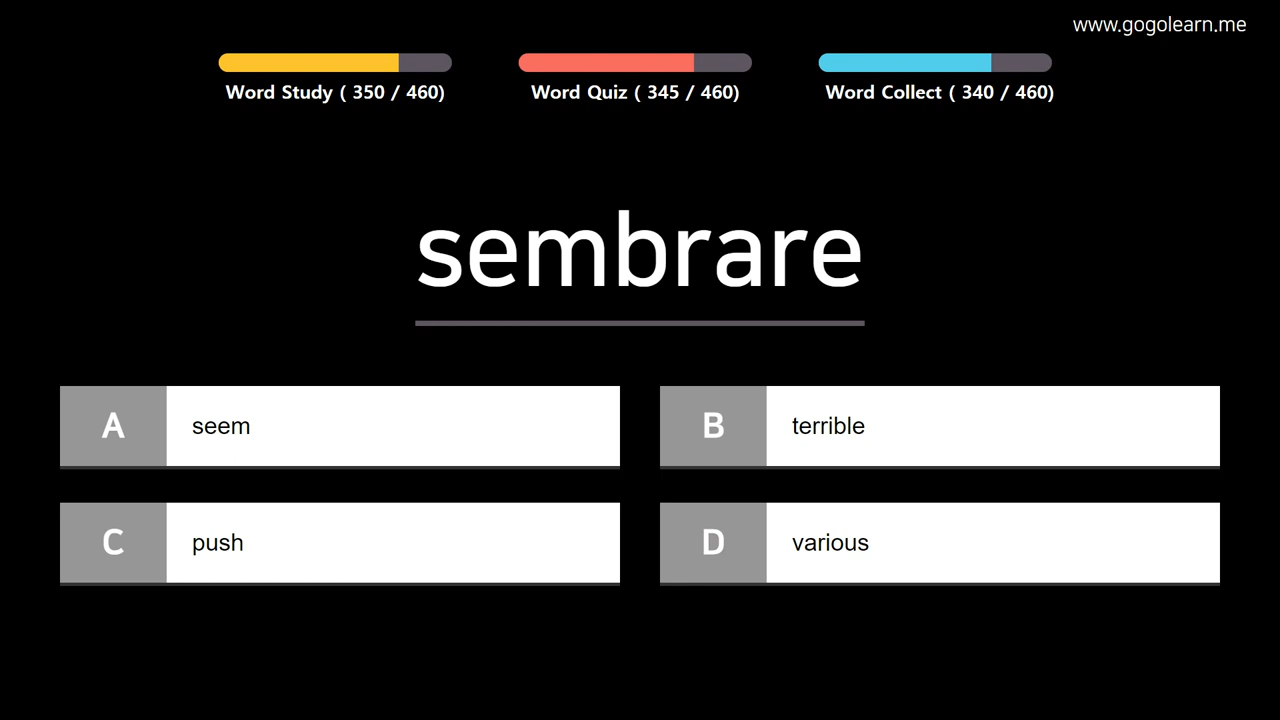 www.gogolearn.me
Word Study ( 350 / 460)
Word Quiz ( 345 / 460)
Word Collect ( 340 / 460)
sembrare
A seem
B terrible
C push
D various